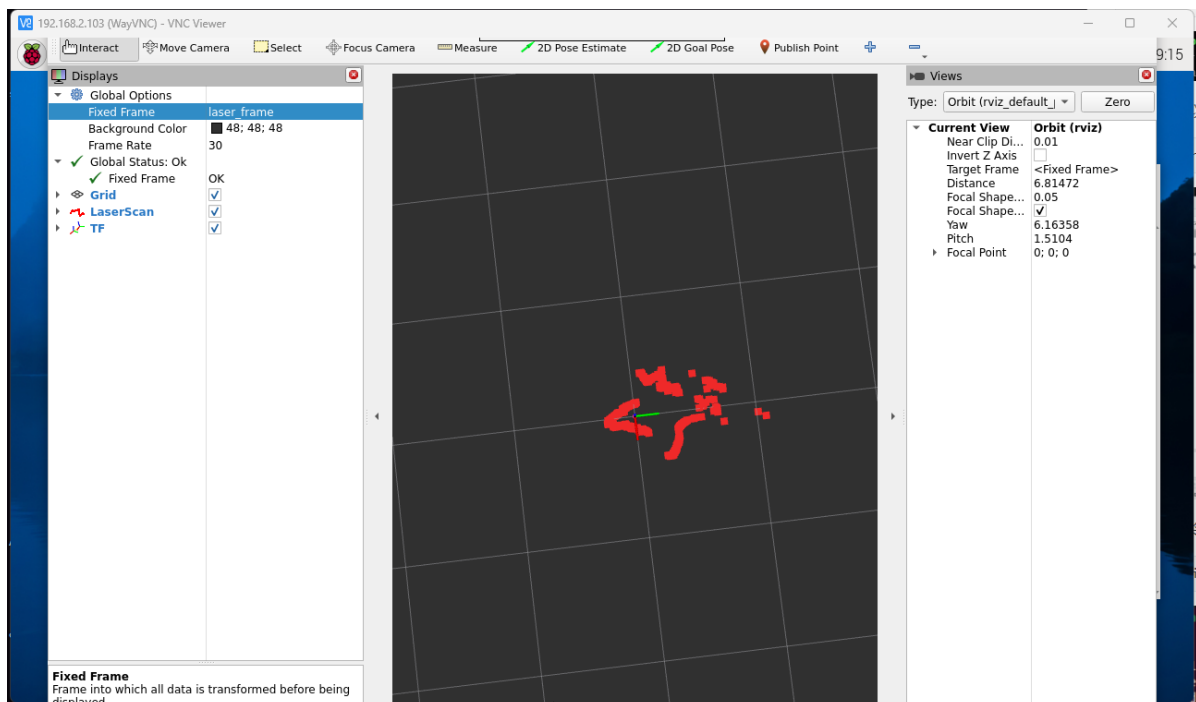 192.168.2.103 (WayVNC) - VNC Viewer
Interact Move Camera Select Focus Camera Measure 2D Pose Estimate 2D Goal Pose Publish Point
9:15
Displays
Global Options
Fixed Frame laser_frame
Background Color 48; 48; 48
Frame Rate 30
Global Status: Ok
Fixed Frame OK
Grid
LaserScan
TF
Fixed Frame
Frame into which all data is transformed before being
displayed.
Views
Type: Orbit (rviz_default_ Zero
Current View Orbit (rviz)
Near Clip Di... 0.01
Invert Z Axis
Target Frame <Fixed Frame>
Distance 6.81472
Focal Shape... 0.05
Focal Shape...
Yaw 6.16358
Pitch 1.5104
Focal Point 0; 0; 0